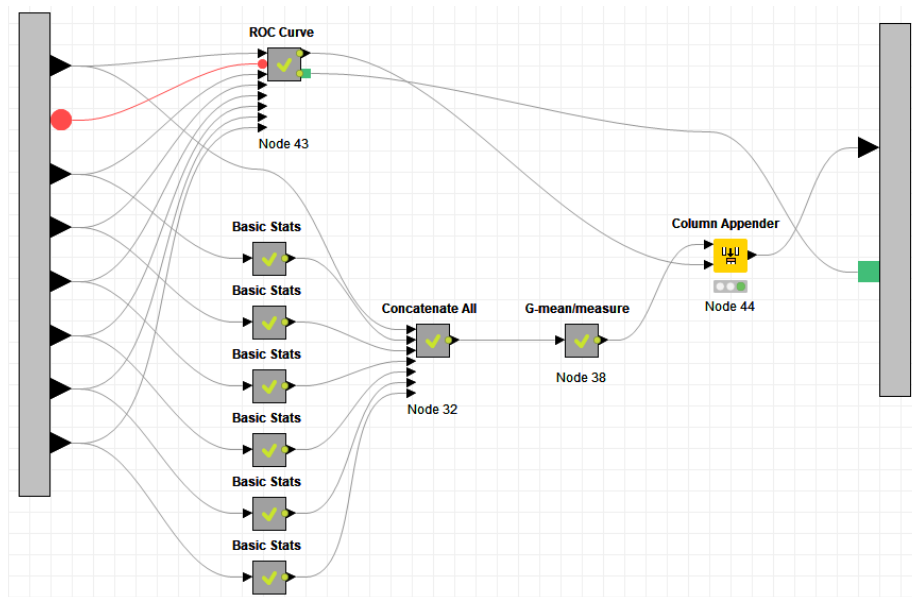 ROC Curve
Node 43
Basic Stats
Column Appender
Basic Stats
Node 44
Concatenate All
G-mean/measure
Basic Stats
Node 38
Node 32
Basic Stats
Basic Stats
Basic Stats